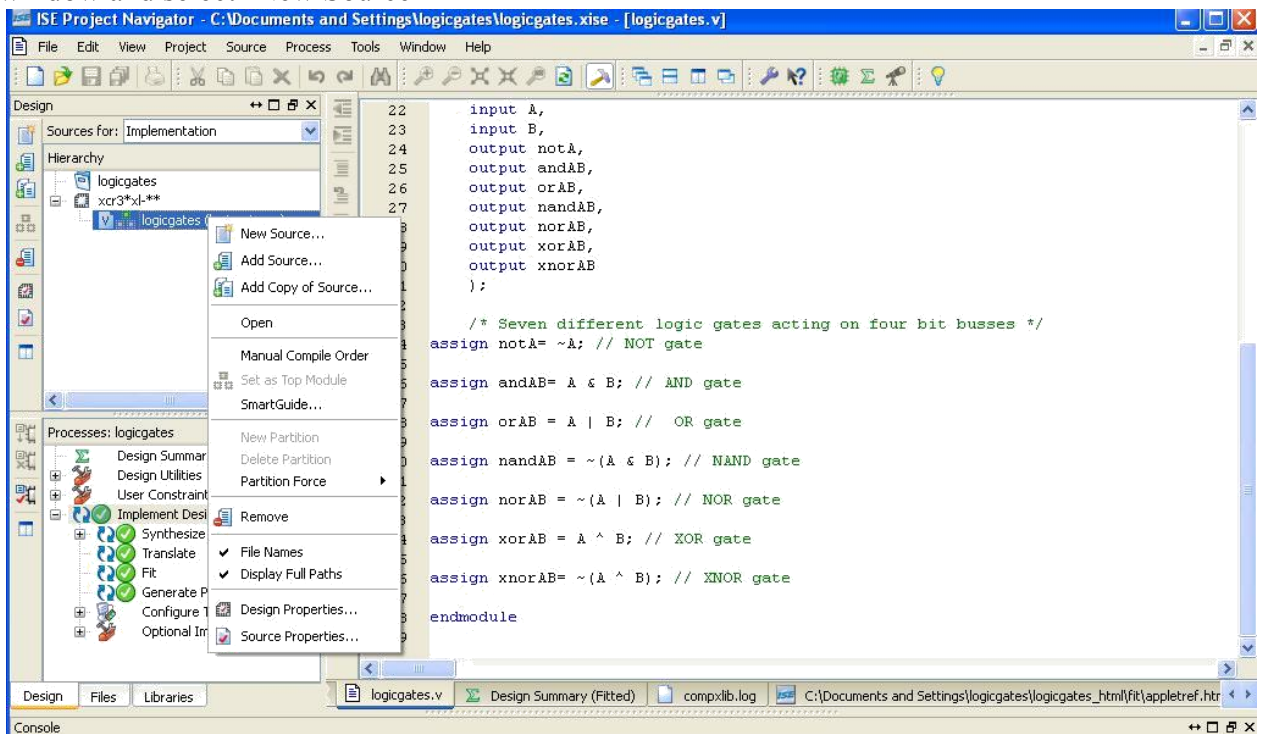 ISE Project Navigator - C:\Documents and Settings\logicgates\logicgates.xise - [logicgates.v]
File Edit View Project Source Process Tools Window Help
Design
Sources for: Implementation
Hierarchy
logicgates
xcr3*xl-**
logicgates
New Source...
Add Source...
Add Copy of Source...
Open
Manual Compile Order
Set as Top Module
SmartGuide...
New Partition
Delete Partition
Partition Force
Remove
File Names
Display Full Paths
Design Properties...
Source Properties...
Processes: logicgates
Design Summar
Design Utilities
User Constraint
Implement Desi
Synthesize
Translate
Fit
Generate P
Configure T
Optional Im
Design Files Libraries
22 input A,
23 input B,
24 output notA,
25 output andAB,
26 output orAB,
27 output nandAB,
output norAB,
output xorAB,
output xnorAB
);
/* Seven different logic gates acting on four bit busses */
assign notA= ~A; // NOT gate
assign andAB= A & B; // AND gate
assign orAB = A | B; // OR gate
assign nandAB = ~(A & B); // NAND gate
assign norAB = ~(A | B); // NOR gate
assign xorAB = A ^ B; // XOR gate
assign xnorAB= ~(A ^ B); // XNOR gate
endmodule
logicgates.v Design Summary (Fitted) compxlib.log C:\Documents and Settings\logicgates\logicgates_html\fit\appletref.htr
Console